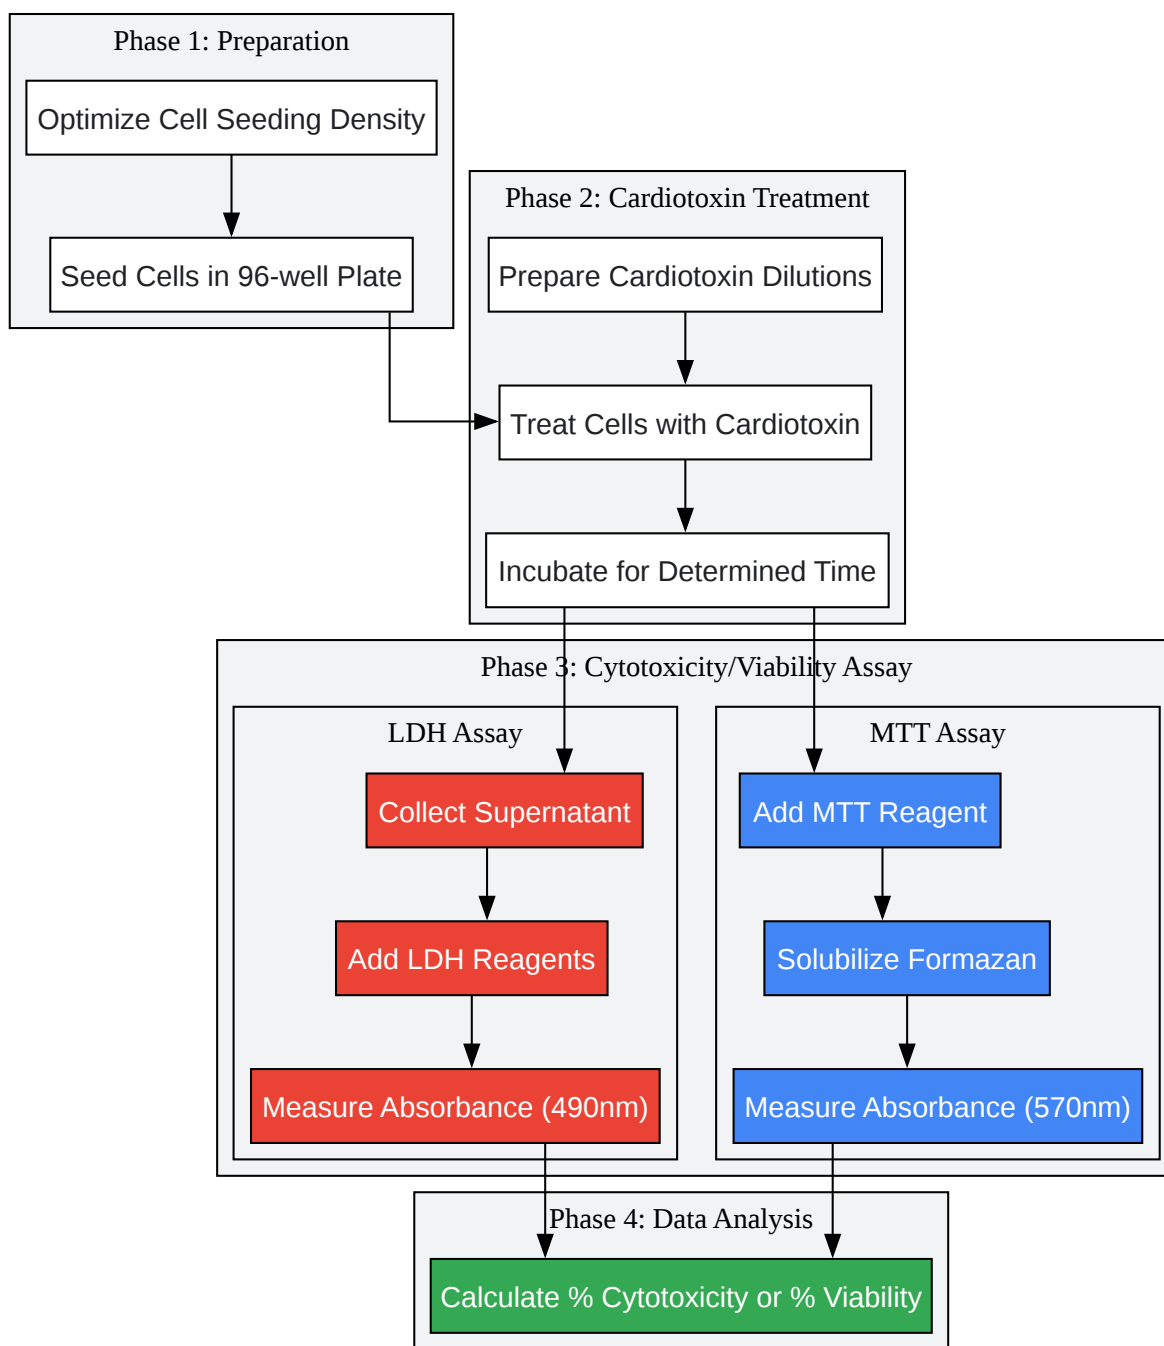 Phase 1: Preparation
Optimize Cell Seeding Density
Seed Cells in 96-well Plate
Phase 2: Cardiotoxin Treatment
Prepare Cardiotoxin Dilutions
Treat Cells with Cardiotoxin
Incubate for Determined Time
Phase 3: Cytotoxicity/Viability Assay
LDH Assay
Collect Supernatant
Add LDH Reagents
Measure Absorbance (490nm)
MTT Assay
Add MTT Reagent
Solubilize Formazan
Measure Absorbance (570nm)
Phase 4: Data Analysis
Calculate % Cytotoxicity or % Viability